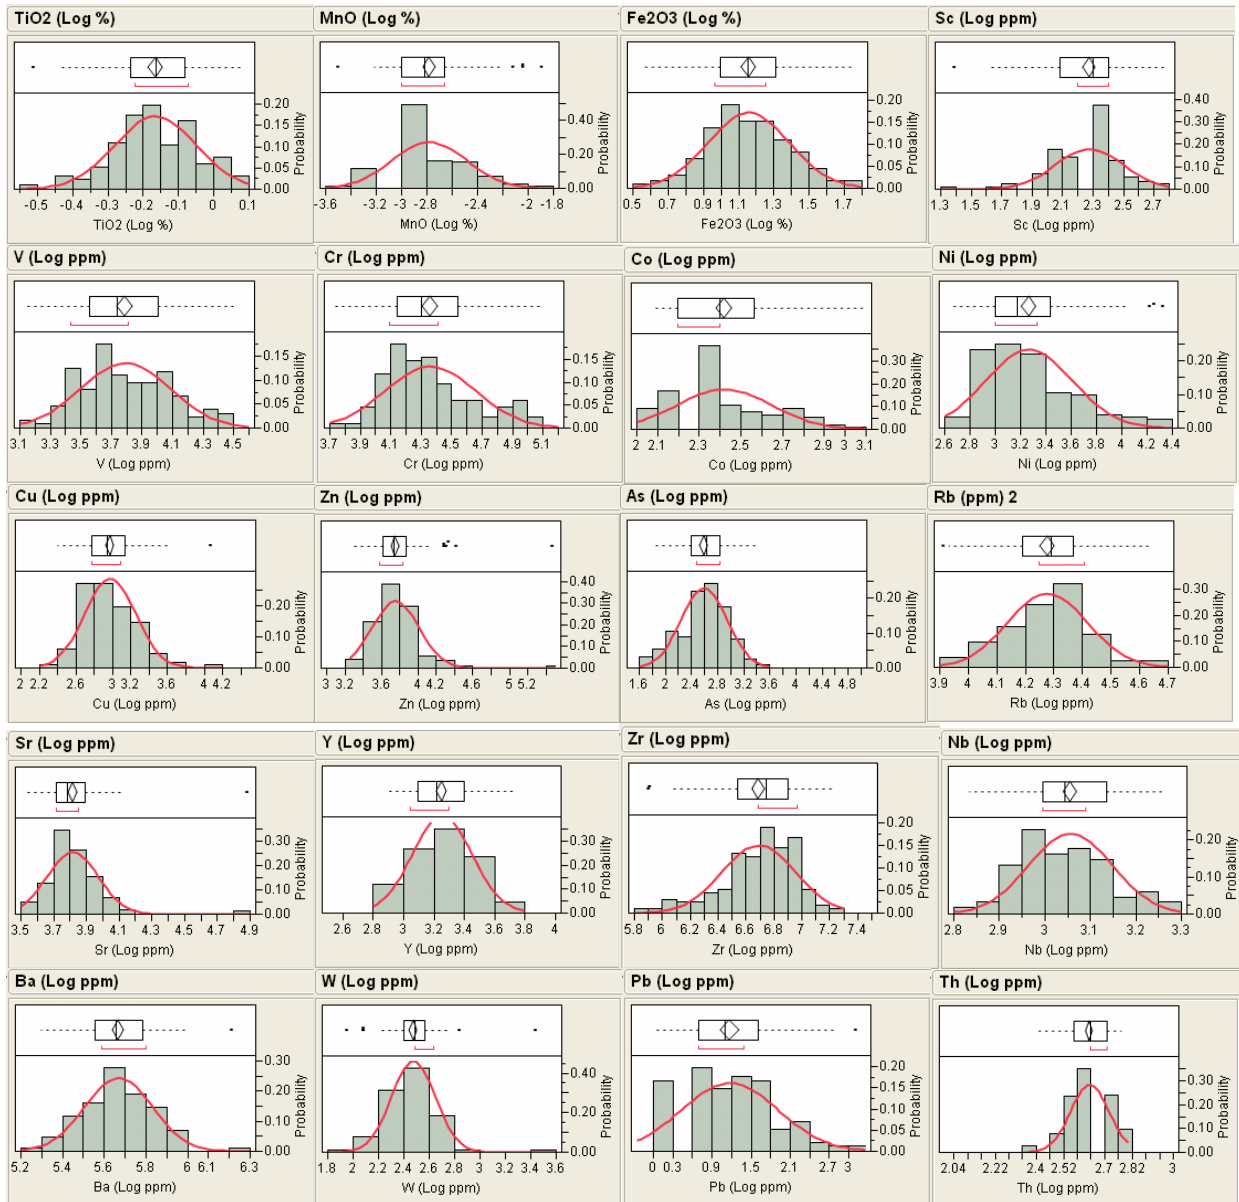 TiO2 (Log %)
0.20
0.15
0.10
0.05
0.00
Probability
-0.5 -0.3 -0.1 0 0.1
TiO2 (Log %)
MnO (Log %)
0.40
0.20
0.00
Probability
-3.6 -3.2 -2.8 -2.4 -2 -1.8
MnO (Log %)
Fe2O3 (Log %)
0.20
0.15
0.10
0.05
0.00
Probability
0.5 0.7 0.9 1.1 1.3 1.5 1.7
Fe2O3 (Log %)
Sc (Log ppm)
0.40
0.30
0.20
0.10
0.00
Probability
1.3 1.5 1.7 1.9 2.1 2.3 2.5 2.7
Sc (Log ppm)
V (Log ppm)
0.15
0.10
0.05
0.00
Probability
3.1 3.3 3.5 3.7 3.9 4.1 4.3 4.5
V (Log ppm)
Cr (Log ppm)
0.15
0.10
0.05
0.00
Probability
3.7 3.9 4.1 4.3 4.5 4.7 4.9 5.1
Cr (Log ppm)
Co (Log ppm)
0.30
0.20
0.10
0.00
Probability
2 2.1 2.3 2.5 2.7 2.9 3 3.1
Co (Log ppm)
Ni (Log ppm)
0.20
0.10
0.00
Probability
2.6 2.8 3 3.2 3.4 3.6 3.8 4 4.2 4.4
Ni (Log ppm)
Cu (Log ppm)
0.20
0.10
0.00
Probability
2 2.2 2.6 3 3.2 3.6 4 4.2
Cu (Log ppm)
Zn (Log ppm)
0.40
0.30
0.20
0.10
0.00
Probability
3 3.2 3.6 4 4.2 4.6 5 5.2
Zn (Log ppm)
As (Log ppm)
0.20
0.10
0.00
Probability
1.6 2 2.4 2.8 3.2 3.6 4 4.4 4.8
As (Log ppm)
Rb (ppm) 2
0.30
0.20
0.10
0.00
Probability
3.9 4 4.1 4.2 4.3 4.4 4.5 4.6 4.7
Rb (Log ppm)
Sr (Log ppm)
0.30
0.20
0.10
0.00
Probability
3.5 3.7 3.9 4.1 4.3 4.5 4.7 4.9
Sr (Log ppm)
Y (Log ppm)
0.30
0.20
0.10
0.00
Probability
2.6 2.8 3 3.2 3.4 3.6 3.8 4
Y (Log ppm)
Zr (Log ppm)
0.20
0.15
0.10
0.05
0.00
Probability
5.8 6 6.2 6.4 6.6 6.8 7 7.2 7.4
Zr (Log ppm)
Nb (Log ppm)
0.20
0.10
0.00
Probability
2.8 2.9 3 3.1 3.2 3.3
Nb (Log ppm)
Ba (Log ppm)
0.30
0.20
0.10
0.00
Probability
5.2 5.4 5.6 5.8 6 6.1 6.3
Ba (Log ppm)
W (Log ppm)
0.40
0.20
0.00
Probability
1.8 2 2.2 2.4 2.6 2.8 3 3.2 3.4 3.6
W (Log ppm)
Pb (Log ppm)
0.20
0.15
0.10
0.05
0.00
Probability
0 0.3 0.9 1.5 2.1 2.7 3
Pb (Log ppm)
Th (Log ppm)
0.30
0.20
0.10
0.00
Probability
2.04 2.22 2.4 2.52 2.7 2.82 3
Th (Log ppm)